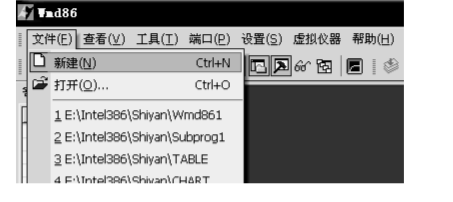 Wmd86
文件(F) 查看(V) 工具(T) 端口(P) 设置(S) 虚拟仪器 帮助(H)
新建(N) Ctrl+N
打开(O)... Ctrl+O
1 E:\Intel386\Shiyan\Wmd861
2 E:\Intel386\Shiyan\Subprog1
3 E:\Intel386\Shiyan\TABLE
4 E:\Intel386\Shiyan\CHART